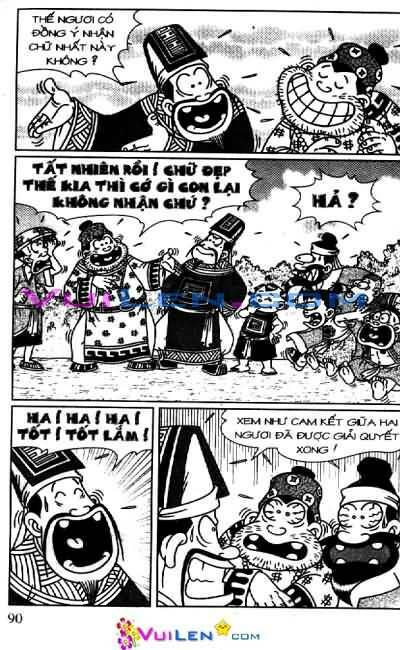 THẾ NGƯƠI CÓ
ĐỒNG Ý NHẬN
CHỮ NHẤT NÀY
KHÔNG ?
TẤT NHIÊN RỒI ! CHỮ ĐẸP
THẾ KIA THÌ CỚ GÌ CON LẠI
KHÔNG NHẬN CHỨ ?
HẢ ?
VUILEN.COM
HA ! HA ! HA !
TỐT ! TỐT LẮM !
XEM NHƯ CAM KẾT GIỮA HAI
NGƯƠI ĐÃ ĐƯỢC GIẢI QUYẾT
XONG !
90
VUILEN.COM